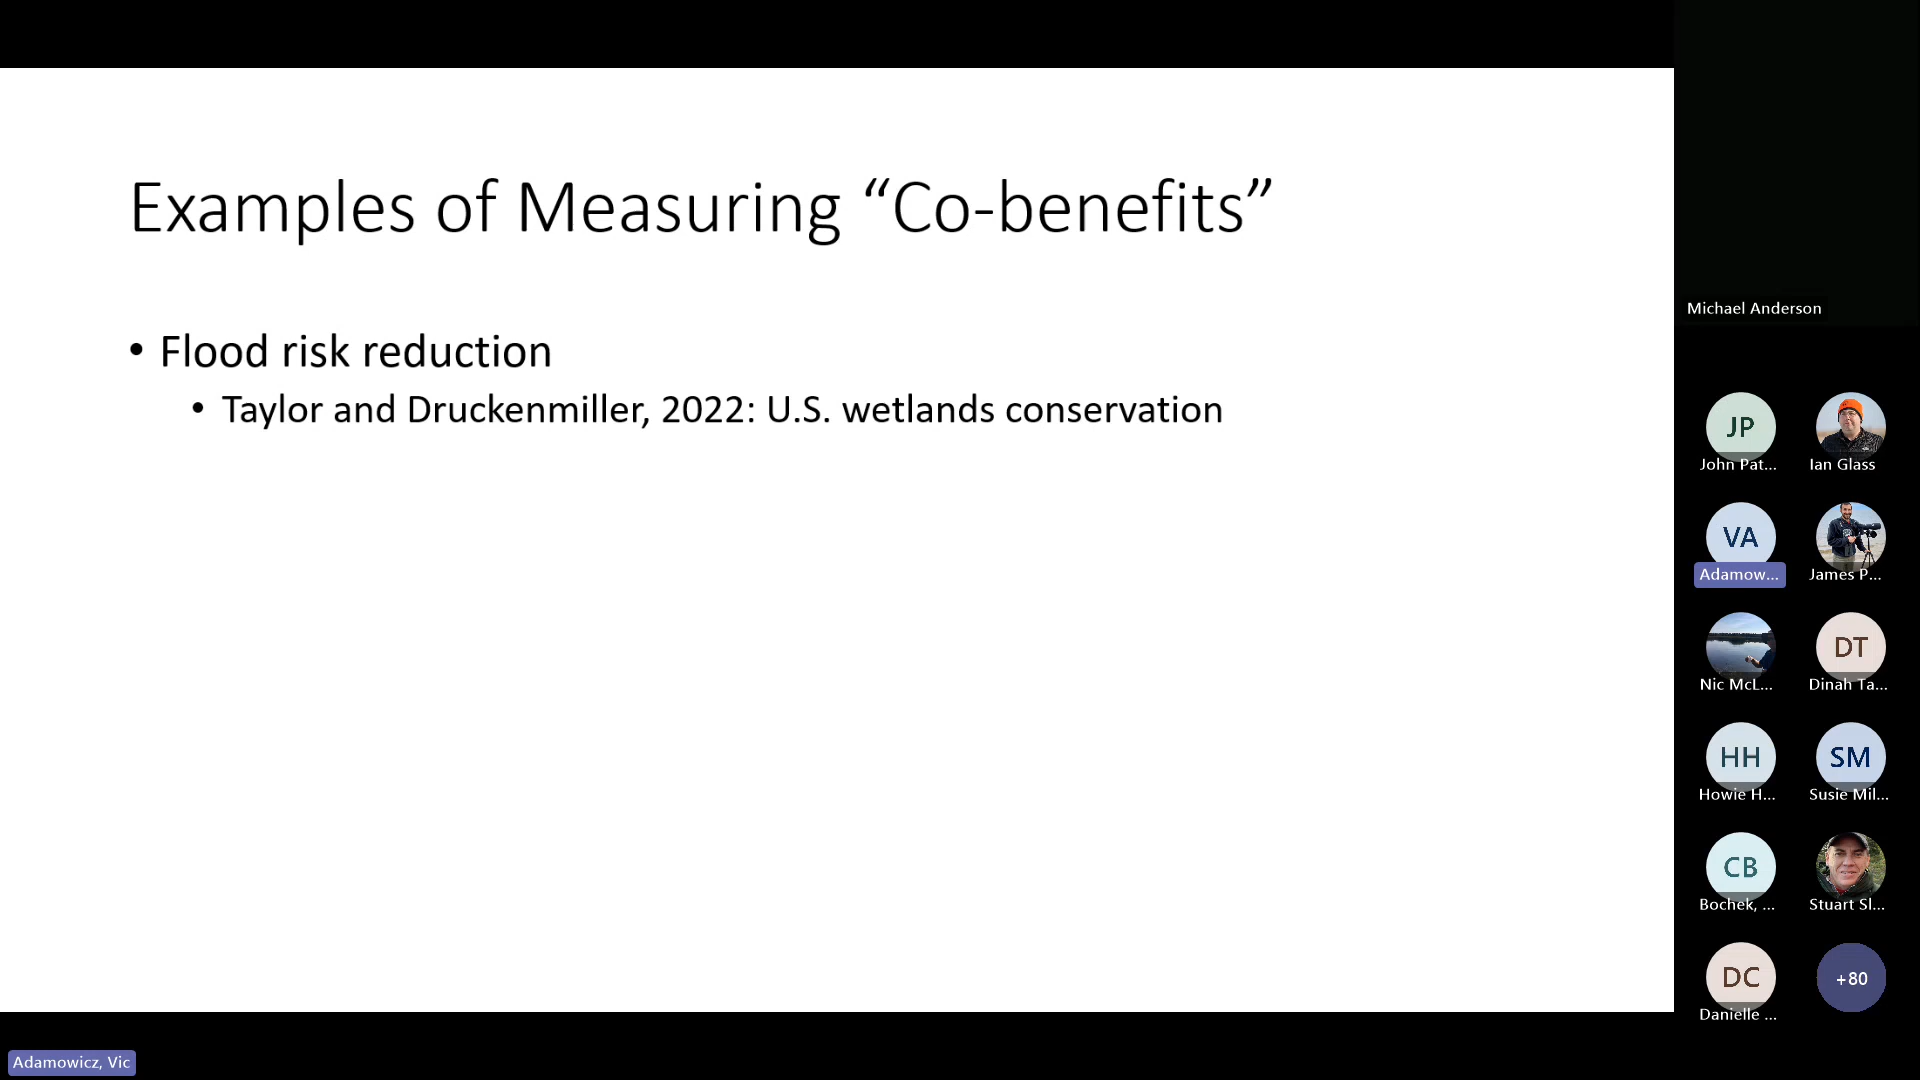 Examples of Measuring “Co-benefits”
• Flood risk reduction
• Taylor and Druckenmiller, 2022: U.S. wetlands conservation
Michael Anderson
JP
John Pat...
Ian Glass
VA
Adamow...
James P...
Nic McL...
DT
Dinah Ta...
HH
Howie H...
SM
Susie Mil...
CB
Bochek, ...
Stuart Sl...
DC
Danielle ...
+80
Adamowicz, Vic